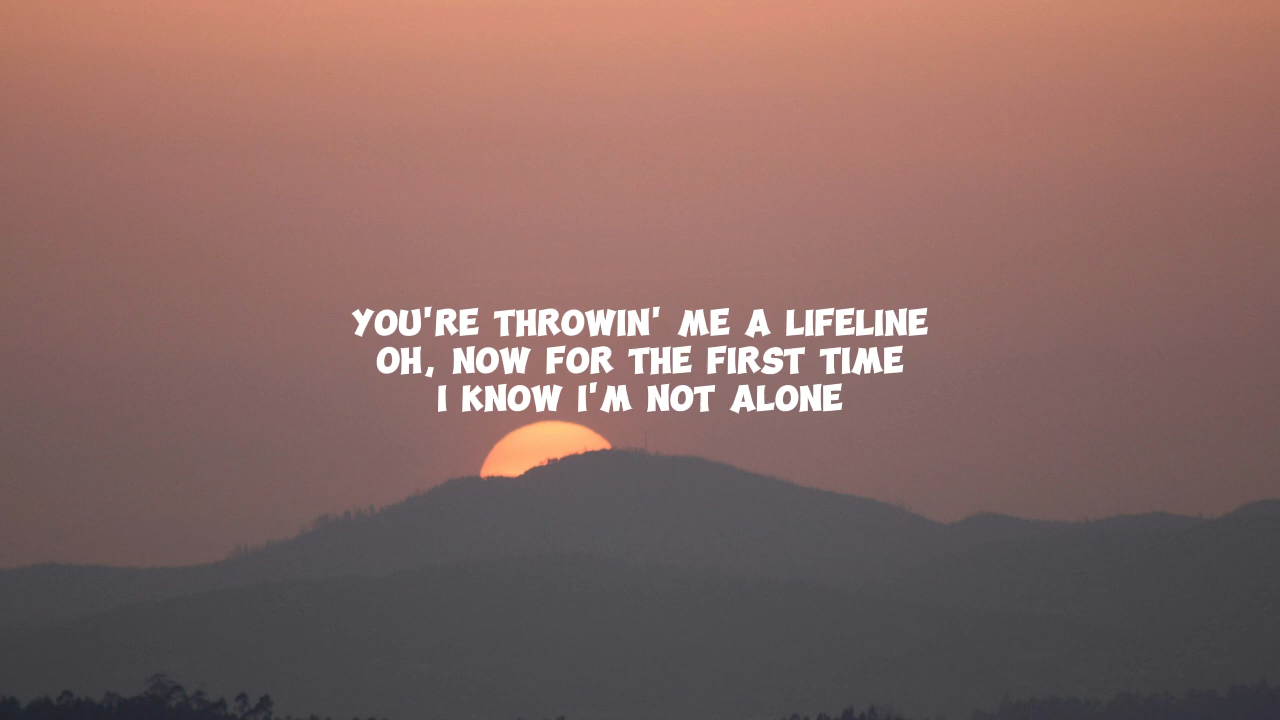 YOU'RE THROWIN' ME A LIFELINE
OH, NOW FOR THE FIRST TIME
I KNOW I'M NOT ALONE